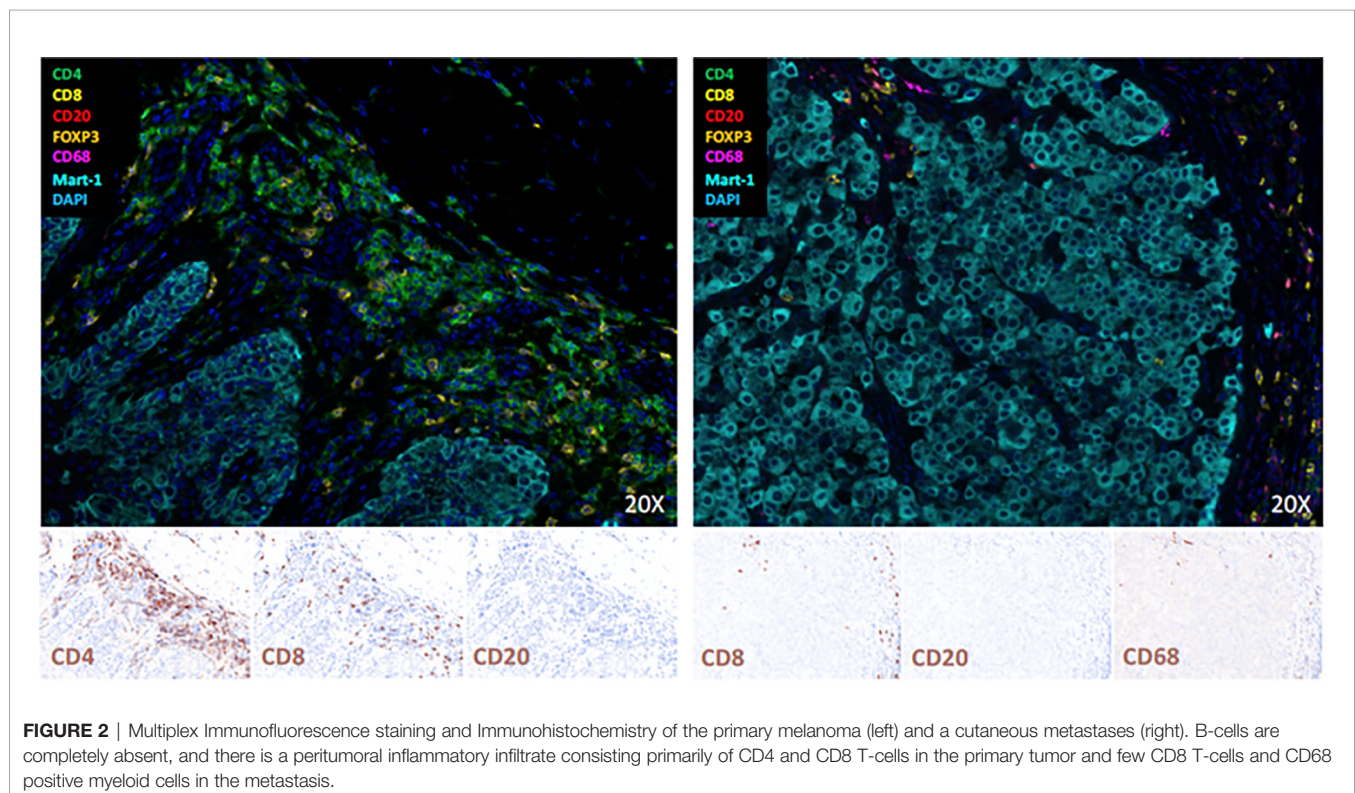 CD4
CD8
CD20
FOXP3
CD68
Mart-1
DAPI
20X
CD4
CD8
CD20
FOXP3
CD68
Mart-1
DAPI
20X
CD4
CD8
CD20
CD8
CD20
CD68
FIGURE 2 | Multiplex Immunofluorescence staining and Immunohistochemistry of the primary melanoma (left) and a cutaneous metastases (right). B-cells are
completely absent, and there is a peritumoral inflammatory infiltrate consisting primarily of CD4 and CD8 T-cells in the primary tumor and few CD8 T-cells and CD68
positive myeloid cells in the metastasis.